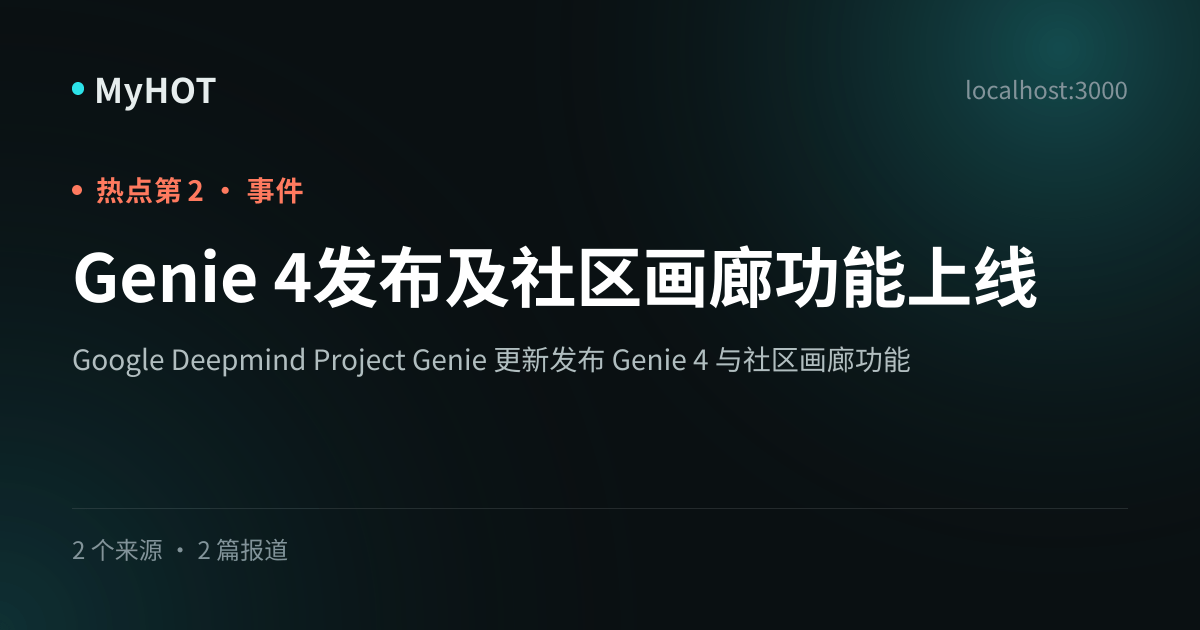 MyHOT
localhost:3000
热点第 2 · 事件
Genie 4发布及社区画廊功能上线
Google Deepmind Project Genie 更新发布 Genie 4 与社区画廊功能
2 个来源 · 2 篇报道